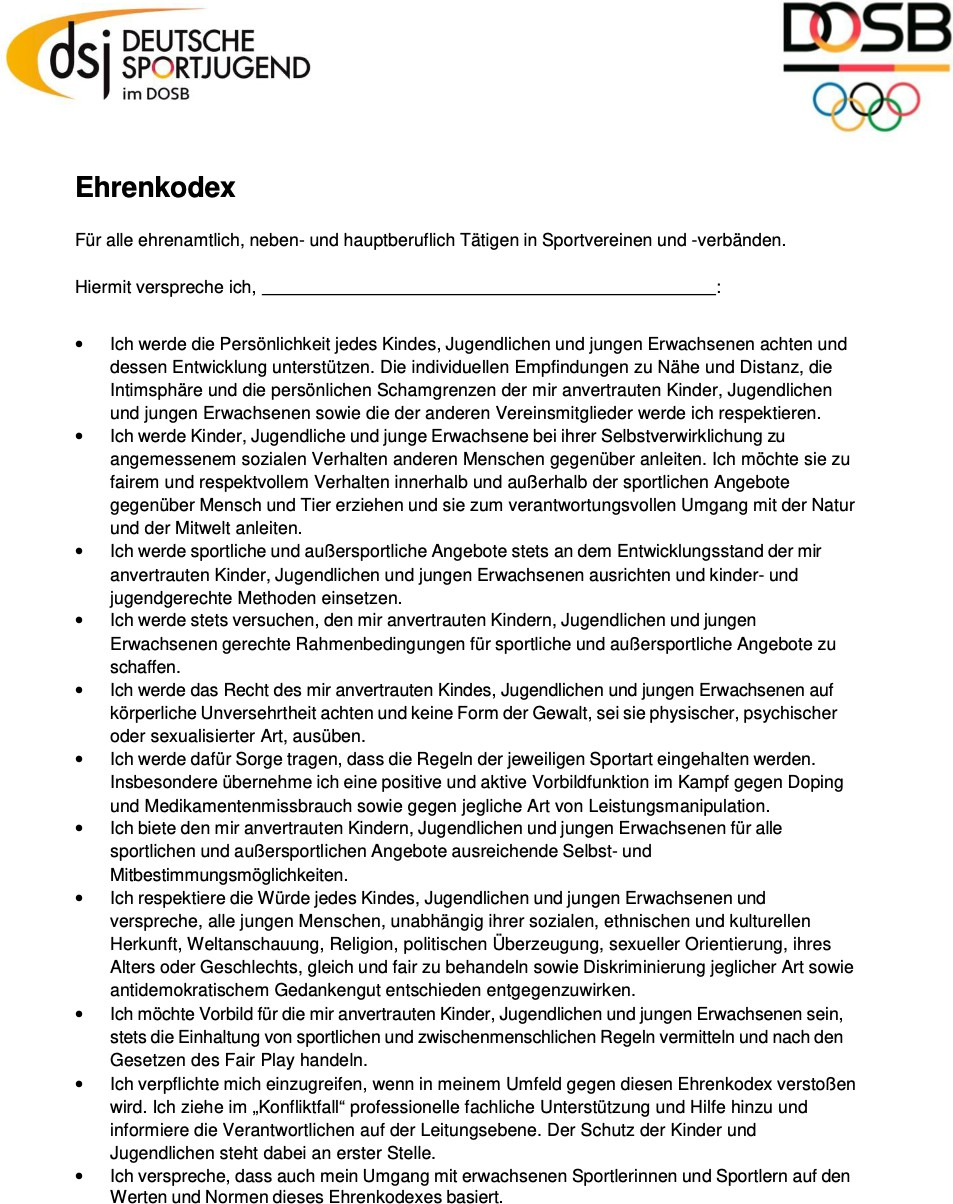 dsj DEUTSCHE
SPORTJUGEND
im DOSB
DOSB
Ehrenkodex
Für alle ehrenamtlich, neben- und hauptberuflich Tätigen in Sportvereinen und -verbänden.
Hiermit verspreche ich, ________________________________________________:
• Ich werde die Persönlichkeit jedes Kindes, Jugendlichen und jungen Erwachsenen achten und
dessen Entwicklung unterstützen. Die individuellen Empfindungen zu Nähe und Distanz, die
Intimsphäre und die persönlichen Schamgrenzen der mir anvertrauten Kinder, Jugendlichen
und jungen Erwachsenen sowie die der anderen Vereinsmitglieder werde ich respektieren.
• Ich werde Kinder, Jugendliche und junge Erwachsene bei ihrer Selbstverwirklichung zu
angemessenem sozialen Verhalten anderen Menschen gegenüber anleiten. Ich möchte sie zu
fairem und respektvollem Verhalten innerhalb und außerhalb der sportlichen Angebote
gegenüber Mensch und Tier erziehen und sie zum verantwortungsvollen Umgang mit der Natur
und der Mitwelt anleiten.
• Ich werde sportliche und außersportliche Angebote stets an dem Entwicklungsstand der mir
anvertrauten Kinder, Jugendlichen und jungen Erwachsenen ausrichten und kinder- und
jugendgerechte Methoden einsetzen.
• Ich werde stets versuchen, den mir anvertrauten Kindern, Jugendlichen und jungen
Erwachsenen gerechte Rahmenbedingungen für sportliche und außersportliche Angebote zu
schaffen.
• Ich werde das Recht des mir anvertrauten Kindes, Jugendlichen und jungen Erwachsenen auf
körperliche Unversehrtheit achten und keine Form der Gewalt, sei sie physischer, psychischer
oder sexualisierter Art, ausüben.
• Ich werde dafür Sorge tragen, dass die Regeln der jeweiligen Sportart eingehalten werden.
Insbesondere übernehme ich eine positive und aktive Vorbildfunktion im Kampf gegen Doping
und Medikamentenmissbrauch sowie gegen jegliche Art von Leistungsmanipulation.
• Ich biete den mir anvertrauten Kindern, Jugendlichen und jungen Erwachsenen für alle
sportlichen und außersportlichen Angebote ausreichende Selbst- und
Mitbestimmungsmöglichkeiten.
• Ich respektiere die Würde jedes Kindes, Jugendlichen und jungen Erwachsenen und
verspreche, alle jungen Menschen, unabhängig ihrer sozialen, ethnischen und kulturellen
Herkunft, Weltanschauung, Religion, politischen Überzeugung, sexueller Orientierung, ihres
Alters oder Geschlechts, gleich und fair zu behandeln sowie Diskriminierung jeglicher Art sowie
antidemokratischem Gedankengut entschieden entgegenzuwirken.
• Ich möchte Vorbild für die mir anvertrauten Kinder, Jugendlichen und jungen Erwachsenen sein,
stets die Einhaltung von sportlichen und zwischenmenschlichen Regeln vermitteln und nach den
Gesetzen des Fair Play handeln.
• Ich verpflichte mich einzugreifen, wenn in meinem Umfeld gegen diesen Ehrenkodex verstoßen
wird. Ich ziehe im „Konfliktfall“ professionelle fachliche Unterstützung und Hilfe hinzu und
informiere die Verantwortlichen auf der Leitungsebene. Der Schutz der Kinder und
Jugendlichen steht dabei an erster Stelle.
• Ich verspreche, dass auch mein Umgang mit erwachsenen Sportlerinnen und Sportlern auf den
Werten und Normen dieses Ehrenkodexes basiert.